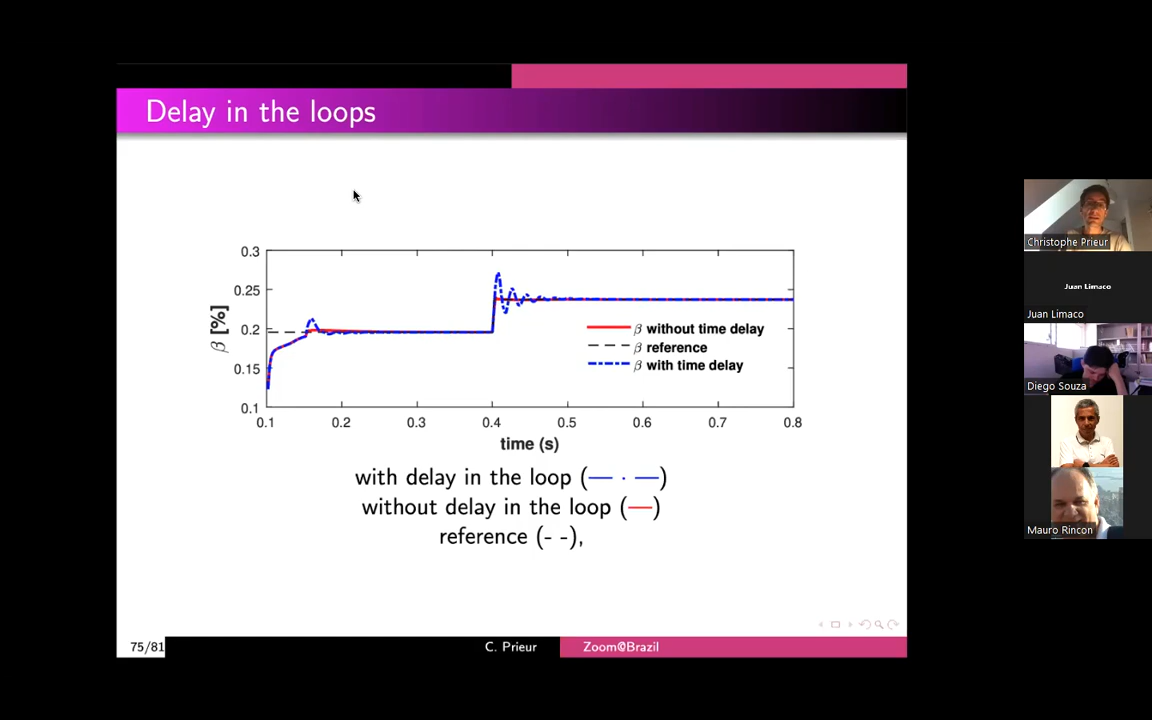 Delay in the loops
0.3
0.25
0.2
0.15
0.1
β [%]
β without time delay
β reference
β with time delay
0.1 0.2 0.3 0.4 0.5 0.6 0.7 0.8
time (s)
with delay in the loop (— · —)
without delay in the loop (—)
reference (- -),
75/81 C. Prieur Zoom@Brazil
Christophe Prieur
Juan Limaco
Juan Limaco
Diego Souza
Mauro Rincon